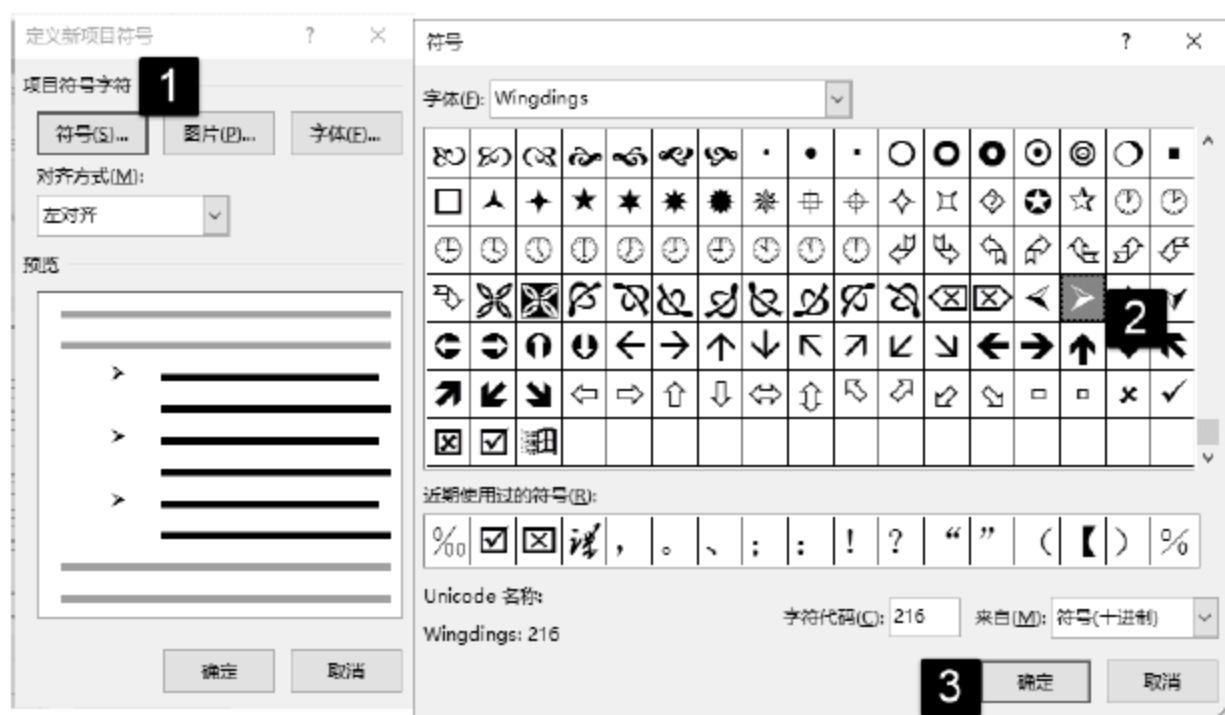 定义新项目符号 ? ×
项目符号字符
1
符号(S)... 图片(P)... 字体(F)...
对齐方式(M):
左对齐
预览
确定 取消
符号 ? ×
字体(F): Wingdings
2
近期使用过的符号(R):
‰ ☑ ☒ , 。 、 ; : ! ? “ ” ( 【 ) %
Unicode 名称:
Wingdings: 216
字符代码(C): 216 来自(M): 符号(十进制)
3 确定 取消